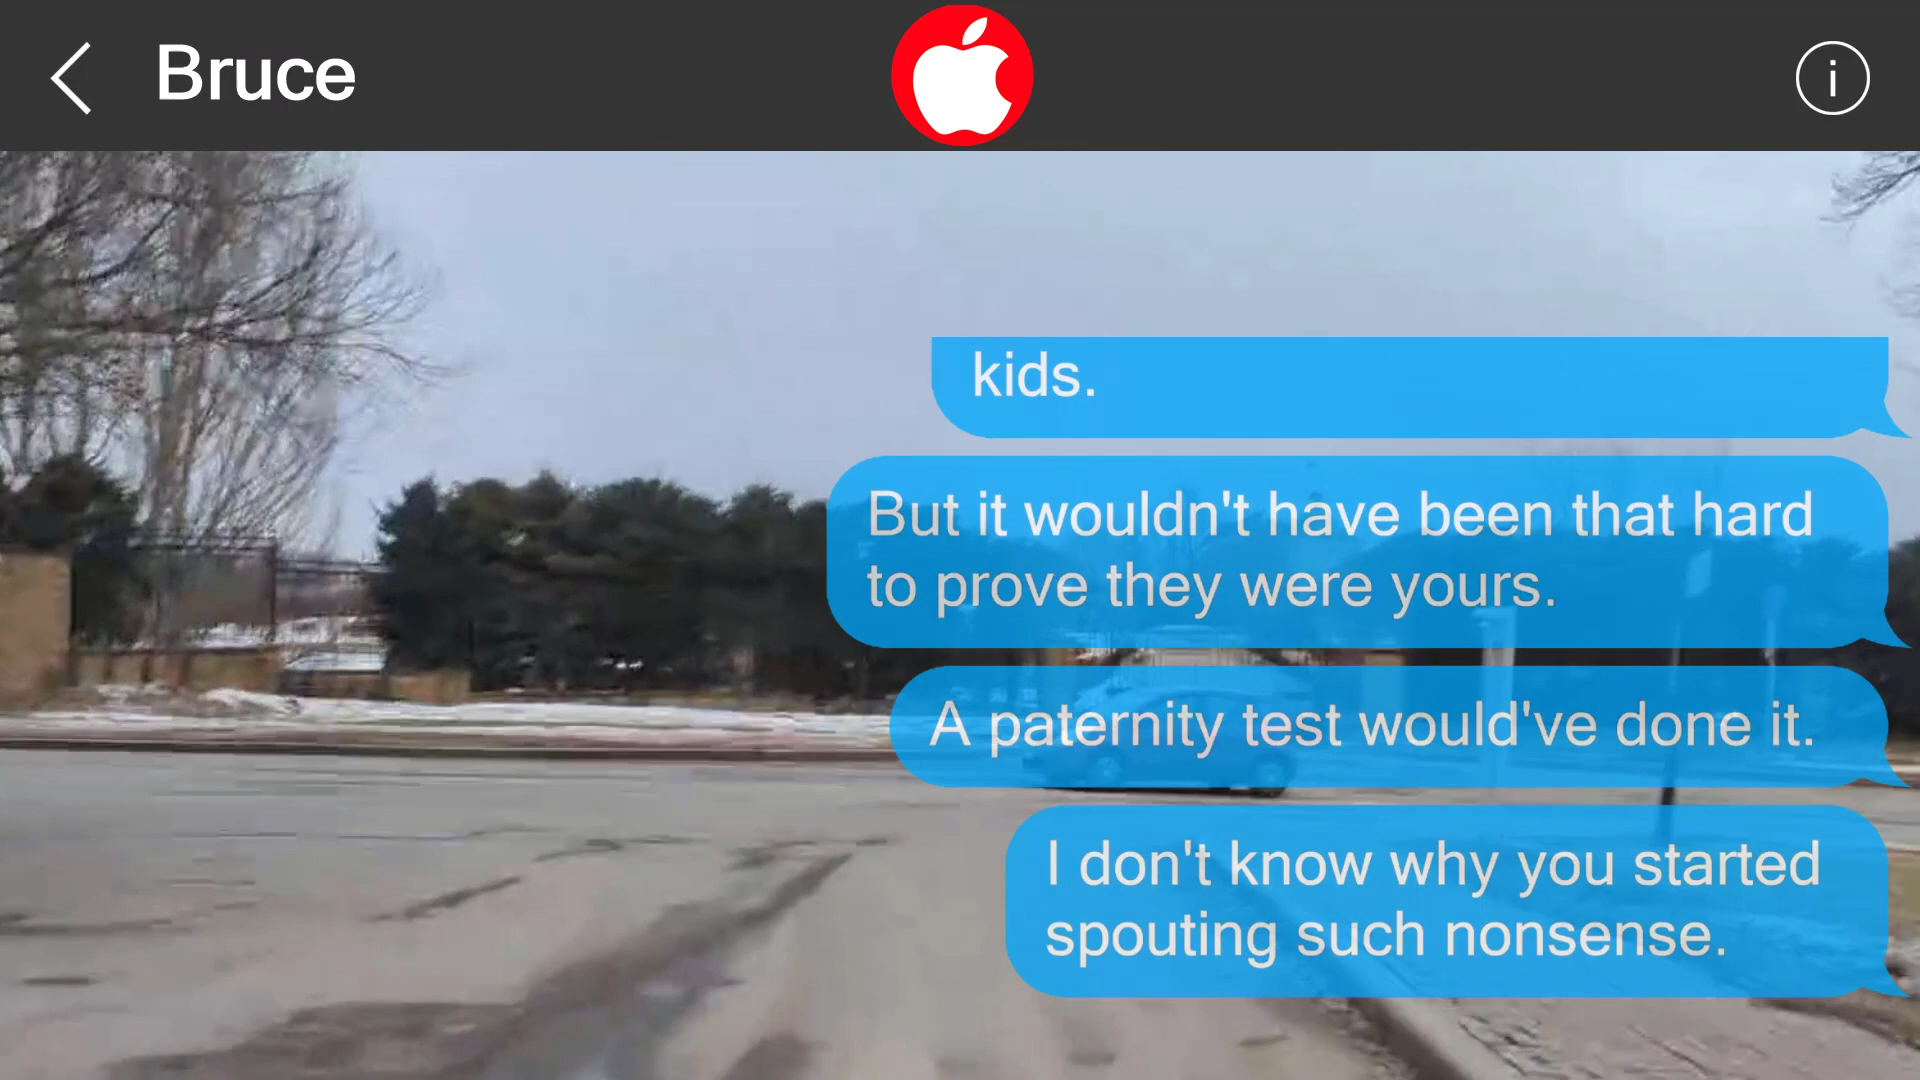 Bruce
kids.
But it wouldn't have been that hard
to prove they were yours.
A paternity test would've done it.
I don't know why you started
spouting such nonsense.